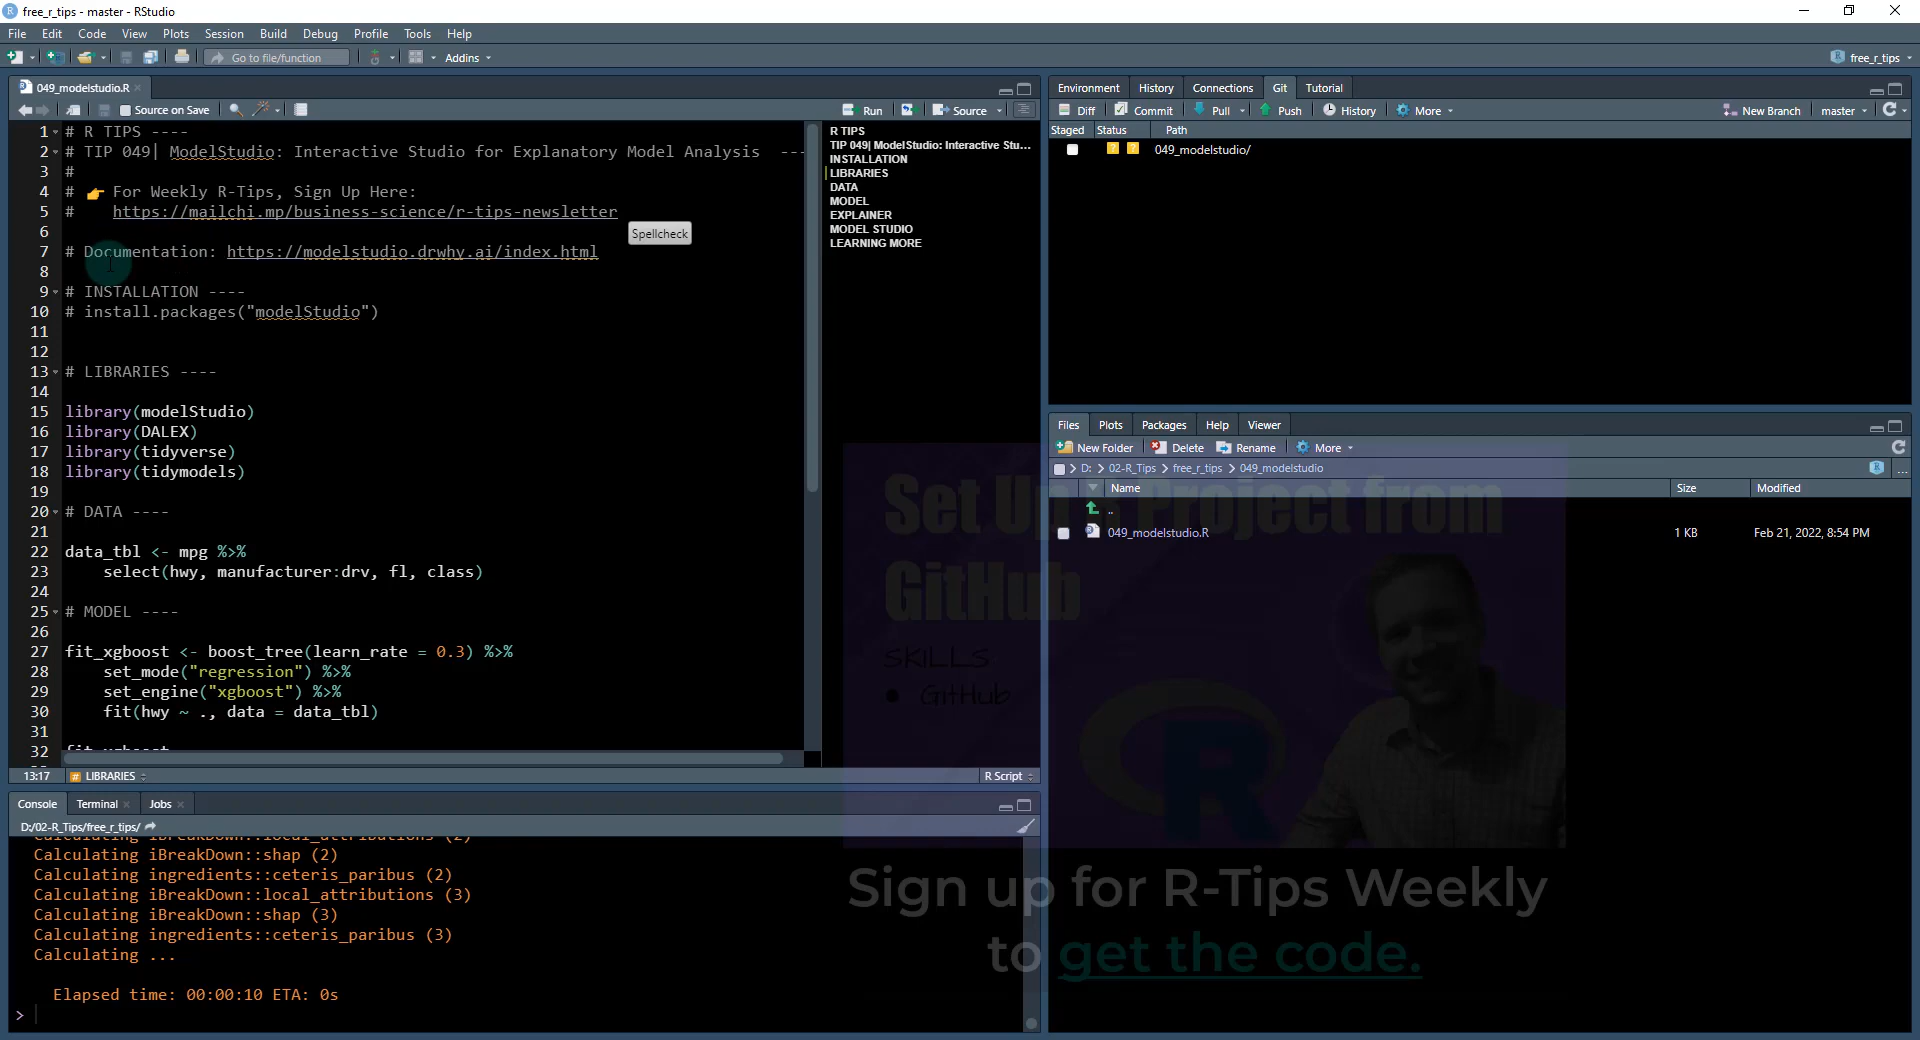 free_r_tips - master - RStudio
File Edit Code View Plots Session Build Debug Profile Tools Help
Go to file/function
Addins
free_r_tips
049_modelstudio.R
Source on Save
Run
Source
1 # R TIPS ----
2 # TIP 049| ModelStudio: Interactive Studio for Explanatory Model Analysis ---
3 #
4 # 👉 For Weekly R-Tips, Sign Up Here:
5 # https://mailchi.mp/business-science/r-tips-newsletter
6
Spellcheck
7 # Documentation: https://modelstudio.drwhy.ai/index.html
8
9 # INSTALLATION ----
10 # install.packages("modelStudio")
11
12
13 # LIBRARIES ----
14
15 library(modelStudio)
16 library(DALEX)
17 library(tidyverse)
18 library(tidymodels)
19
20 # DATA ----
21
22 data_tbl <- mpg %>%
23 select(hwy, manufacturer:drv, fl, class)
24
25 # MODEL ----
26
27 fit_xgboost <- boost_tree(learn_rate = 0.3) %>%
28 set_mode("regression") %>%
29 set_engine("xgboost") %>%
30 fit(hwy ~ ., data = data_tbl)
31
32 fit_xgboost
R TIPS
TIP 049| ModelStudio: Interactive Stu...
INSTALLATION
LIBRARIES
DATA
MODEL
EXPLAINER
MODEL STUDIO
LEARNING MORE
13:17 # LIBRARIES
R Script
Console Terminal Jobs
D:/02-R_Tips/free_r_tips/
Calculating iBreakDown::local_attributions (2)
Calculating iBreakDown::shap (2)
Calculating ingredients::ceteris_paribus (2)
Calculating iBreakDown::local_attributions (3)
Calculating iBreakDown::shap (3)
Calculating ingredients::ceteris_paribus (3)
Calculating ...
Elapsed time: 00:00:10 ETA: 0s
>
Environment History Connections Git Tutorial
Diff Commit Pull Push History More New Branch master
Staged Status Path
? ? 049_modelstudio/
Files Plots Packages Help Viewer
New Folder Delete Rename More
D: > 02-R_Tips > free_r_tips > 049_modelstudio
...
Name Size Modified
..
049_modelstudio.R 1 KB Feb 21, 2022, 8:54 PM
Set Up Project from
GitHub
SKILLS
• GitHub
R
Sign up for R-Tips Weekly
to get the code.